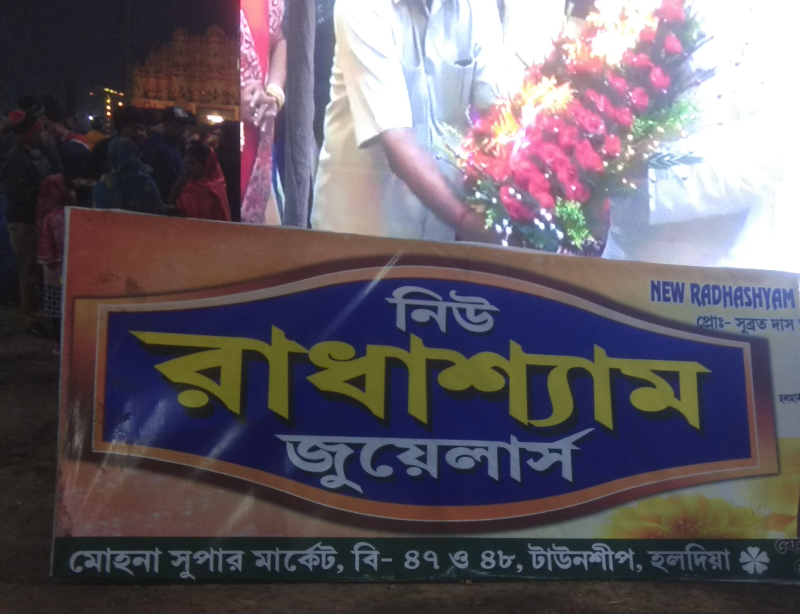 নিউ
রাধাশ্যাম
জুয়েলার্স
NEW RADHASHYAM
প্রোঃ- সুব্রত দাস
মোহনা সুপার মার্কেট, বি- ৪৭ ও ৪৮, টাউনশীপ, হলদিয়া